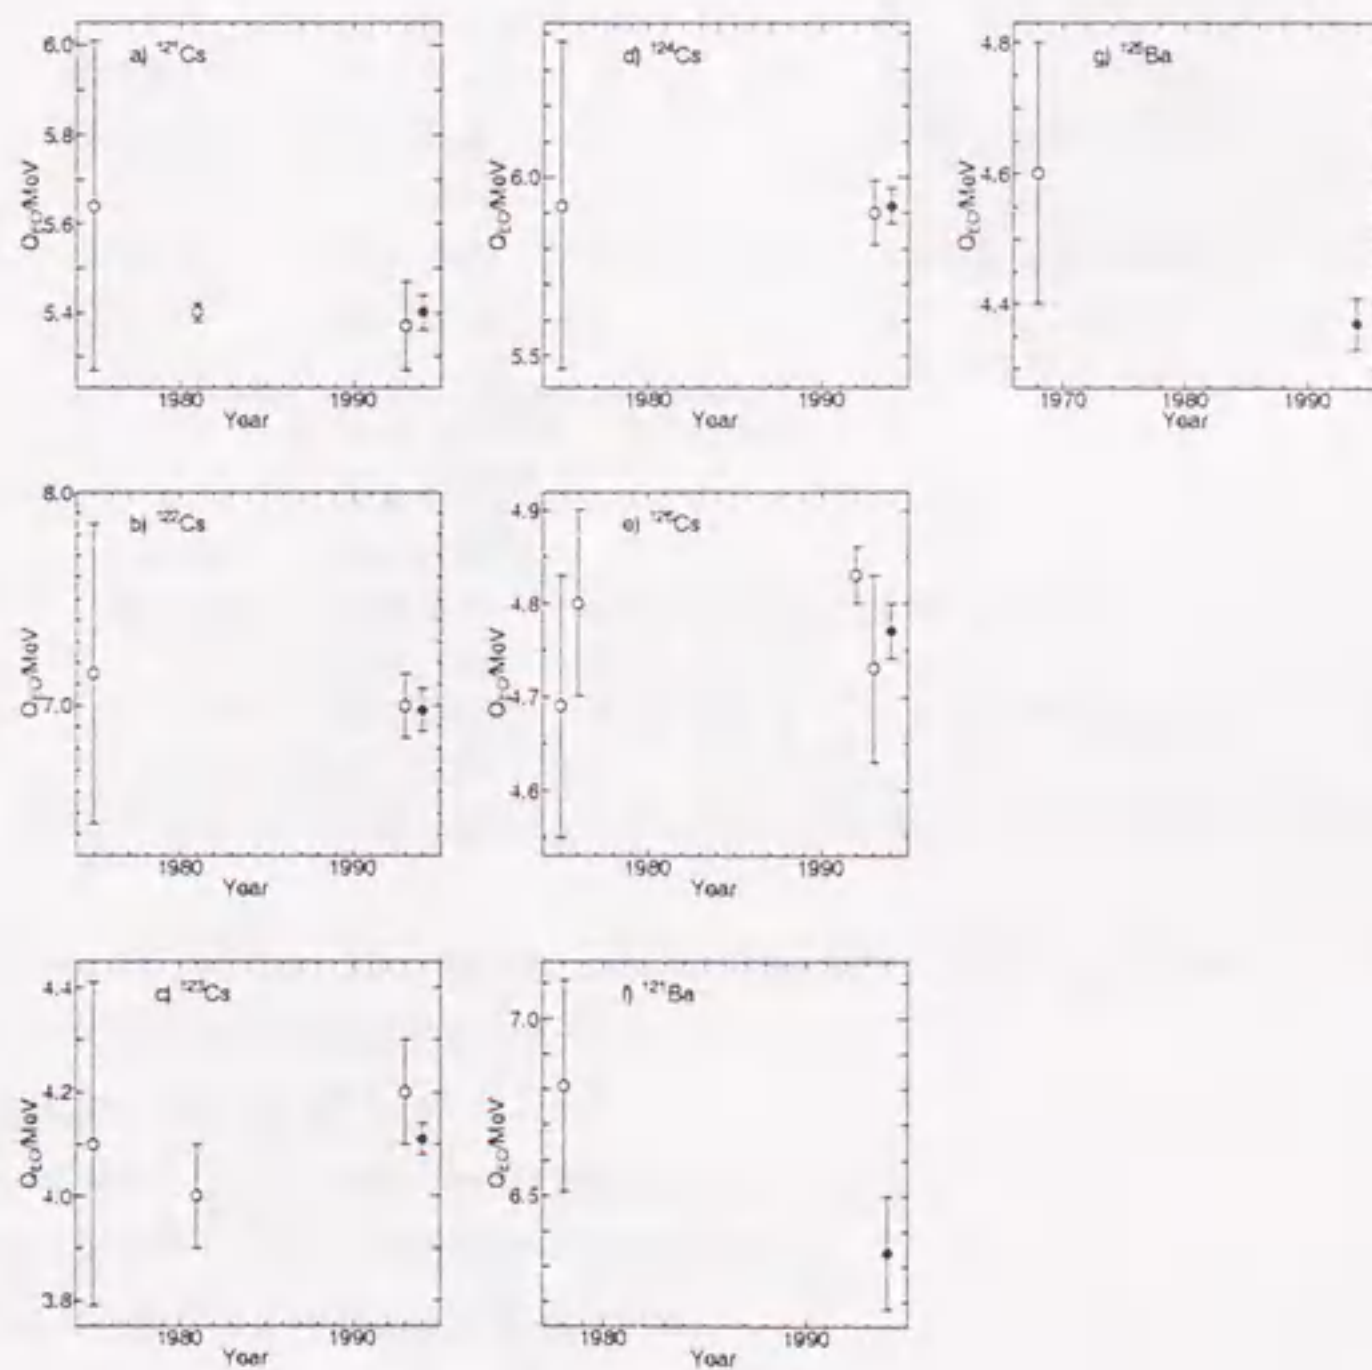 a) ¹²¹Cs
6.0
5.8
5.6
5.4
Q_EC/MeV
1980 1990
Year
d) ¹²⁴Cs
6.0
5.5
Q_EC/MeV
1980 1990
Year
g) ¹²⁵Ba
4.8
4.6
4.4
Q_EC/MeV
1970 1980 1990
Year
b) ¹²²Cs
8.0
7.0
Q_EC/MeV
1980 1990
Year
e) ¹²⁶Cs
4.9
4.8
4.7
4.6
Q_EC/MeV
1980 1990
Year
c) ¹²³Cs
4.4
4.2
4.0
3.8
Q_EC/MeV
1980 1990
Year
f) ¹²¹Ba
7.0
6.5
Q_EC/MeV
1980 1990
Year